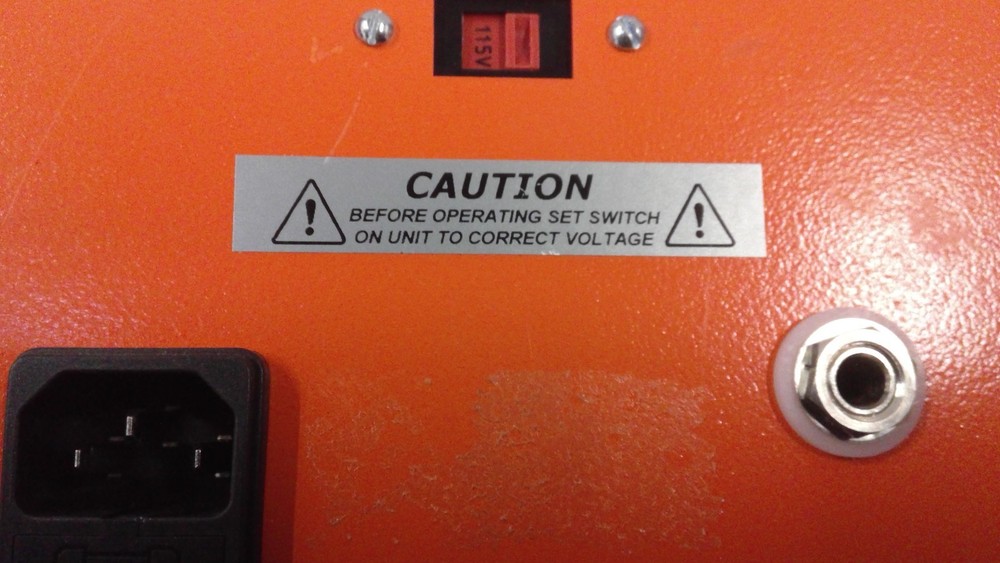 115V
CAUTION
BEFORE OPERATING SET SWITCH
ON UNIT TO CORRECT VOLTAGE